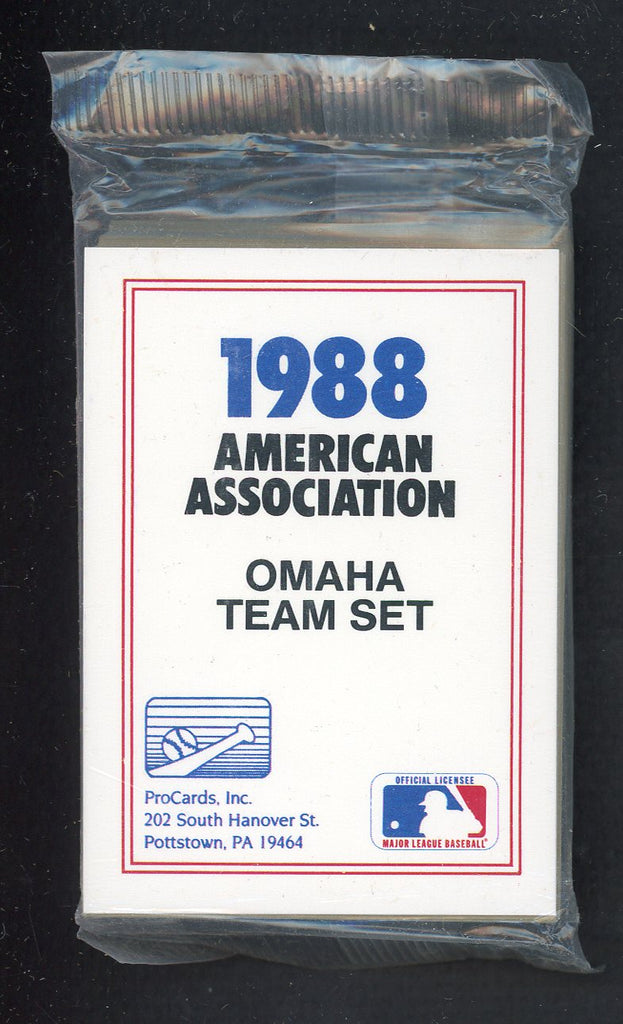 1988
AMERICAN
ASSOCIATION
OMAHA
TEAM SET
ProCards, Inc.
202 South Hanover St.
Pottstown, PA 19464
OFFICIAL LICENSEE
MAJOR LEAGUE BASEBALL®